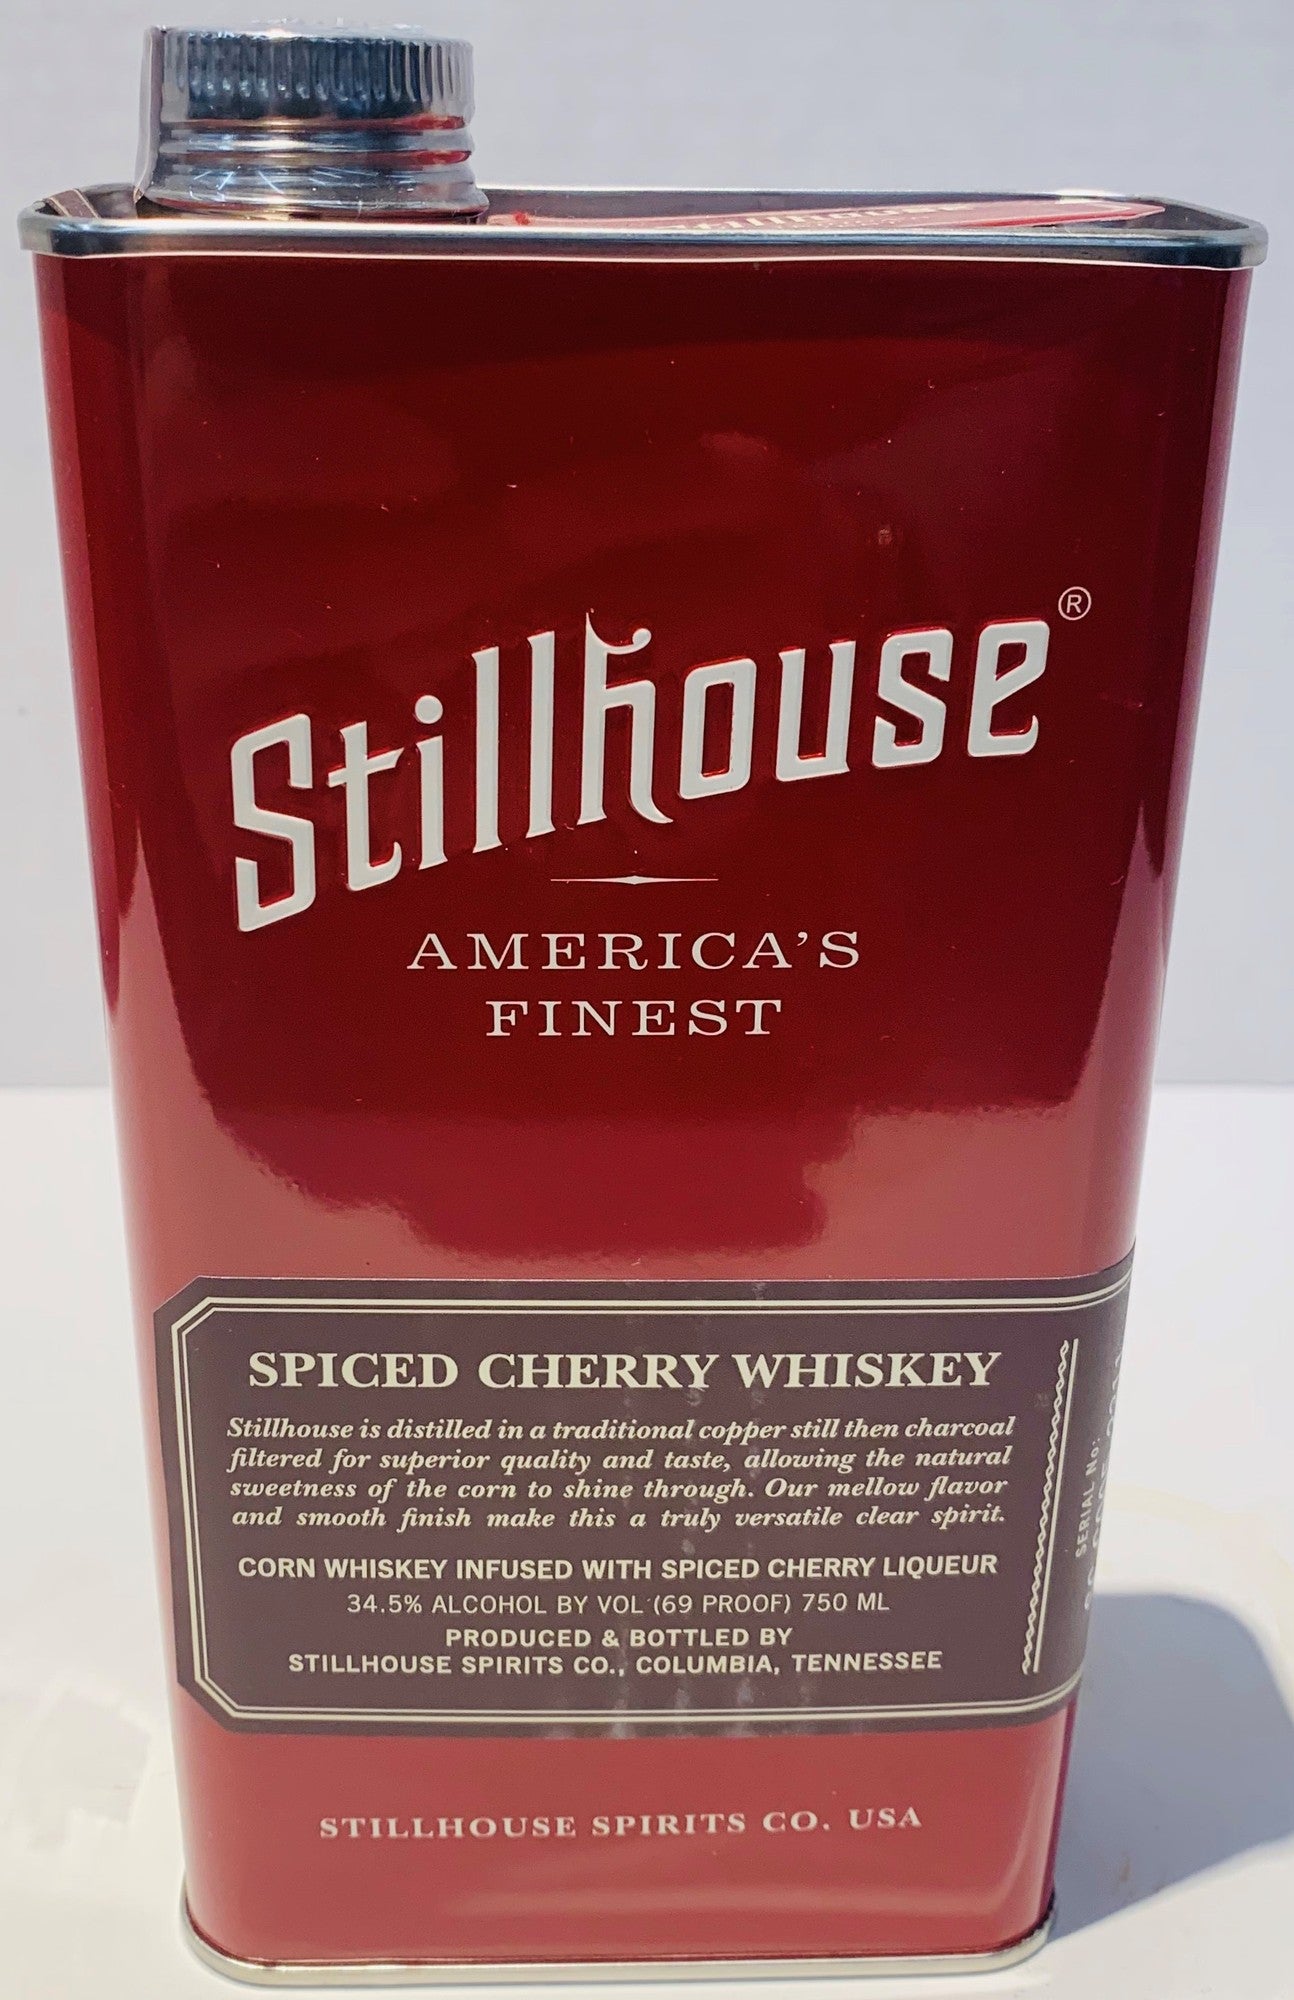 Stillhouse
Stillhouse®
AMERICA'S
FINEST
SPICED CHERRY WHISKEY
Stillhouse is distilled in a traditional copper still then charcoal
filtered for superior quality and taste, allowing the natural
sweetness of the corn to shine through. Our mellow flavor
and smooth finish make this a truly versatile clear spirit.
CORN WHISKEY INFUSED WITH SPICED CHERRY LIQUEUR
34.5% ALCOHOL BY VOL (69 PROOF) 750 ML
PRODUCED & BOTTLED BY
STILLHOUSE SPIRITS CO., COLUMBIA, TENNESSEE
SERIAL No:
STILLHOUSE SPIRITS CO. USA